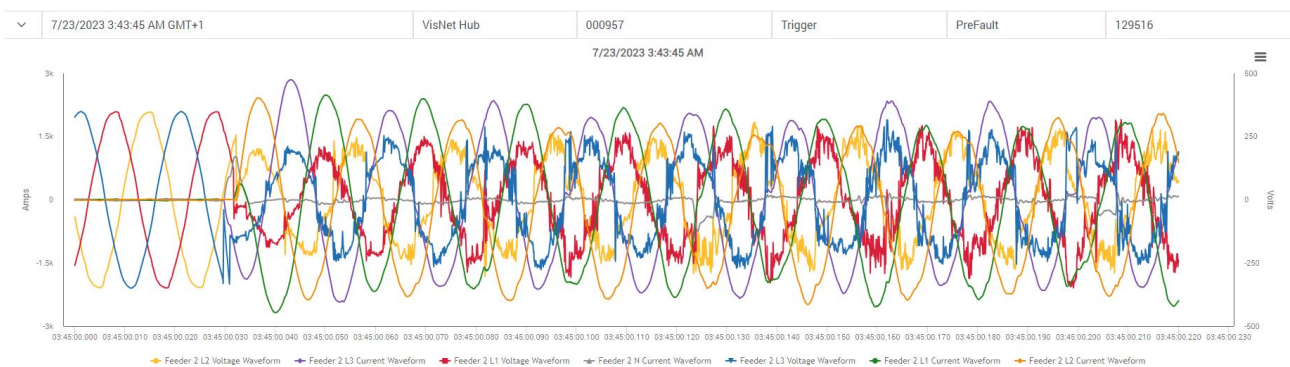 7/23/2023 3:43:45 AM GMT+1 VisNet Hub 000957 Trigger PreFault 129516
7/23/2023 3:43:45 AM
3k 500
1.5k 250
0 0
-1.5k -250
-3k -500
Amps
Volts
03:45:00.000 03:45:00.010 03:45:00.020 03:45:00.030 03:45:00.040 03:45:00.050 03:45:00.060 03:45:00.070 03:45:00.080 03:45:00.090 03:45:00.100 03:45:00.110 03:45:00.120 03:45:00.130 03:45:00.140 03:45:00.150 03:45:00.160 03:45:00.170 03:45:00.180 03:45:00.190 03:45:00.200 03:45:00.210 03:45:00.220 03:45:00.230
Feeder 2 L2 Voltage Waveform Feeder 2 L3 Current Waveform Feeder 2 L1 Voltage Waveform Feeder 2 N Current Waveform Feeder 2 L3 Voltage Waveform Feeder 2 L1 Current Waveform Feeder 2 L2 Current Waveform